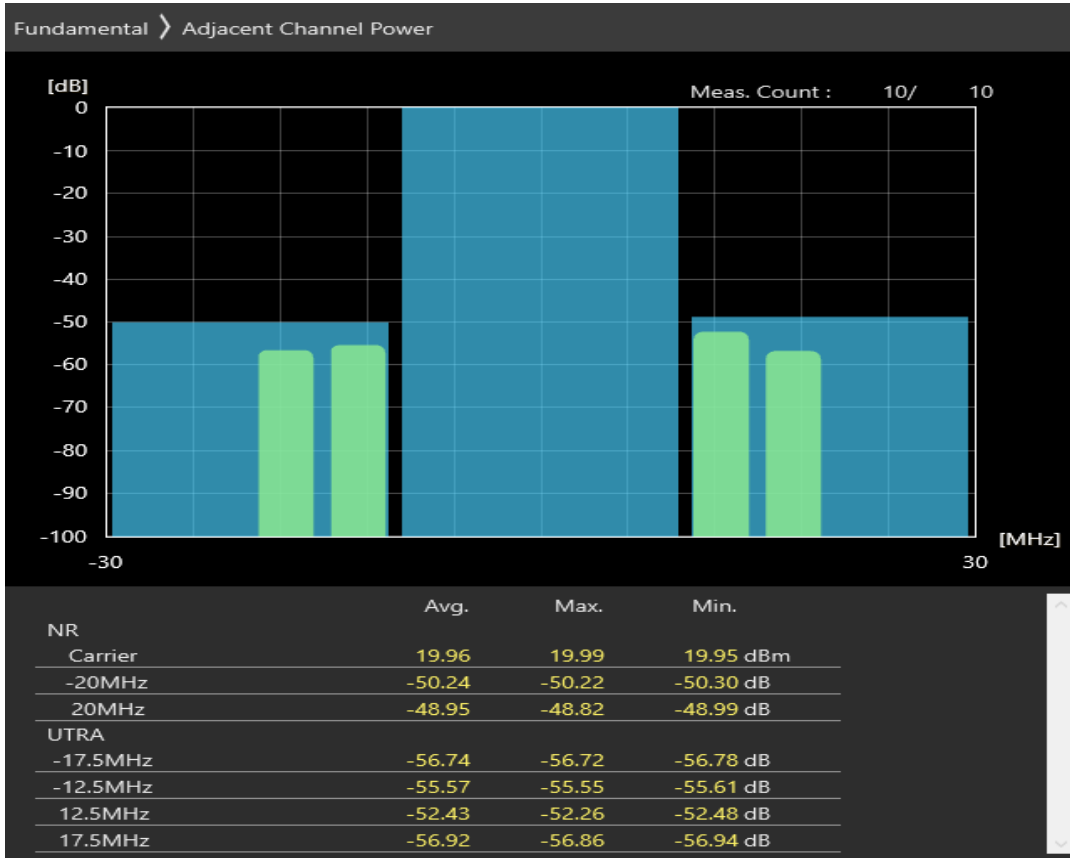 Fundamental ❭ Adjacent Channel Power
[dB]
Meas. Count : 10/ 10
0
-10
-20
-30
-40
-50
-60
-70
-80
-90
-100
[MHz]
-30 30
Avg. Max. Min.
NR
Carrier 19.96 19.99 19.95 dBm
-20MHz -50.24 -50.22 -50.30 dB
20MHz -48.95 -48.82 -48.99 dB
UTRA
-17.5MHz -56.74 -56.72 -56.78 dB
-12.5MHz -55.57 -55.55 -55.61 dB
12.5MHz -52.43 -52.26 -52.48 dB
17.5MHz -56.92 -56.86 -56.94 dB